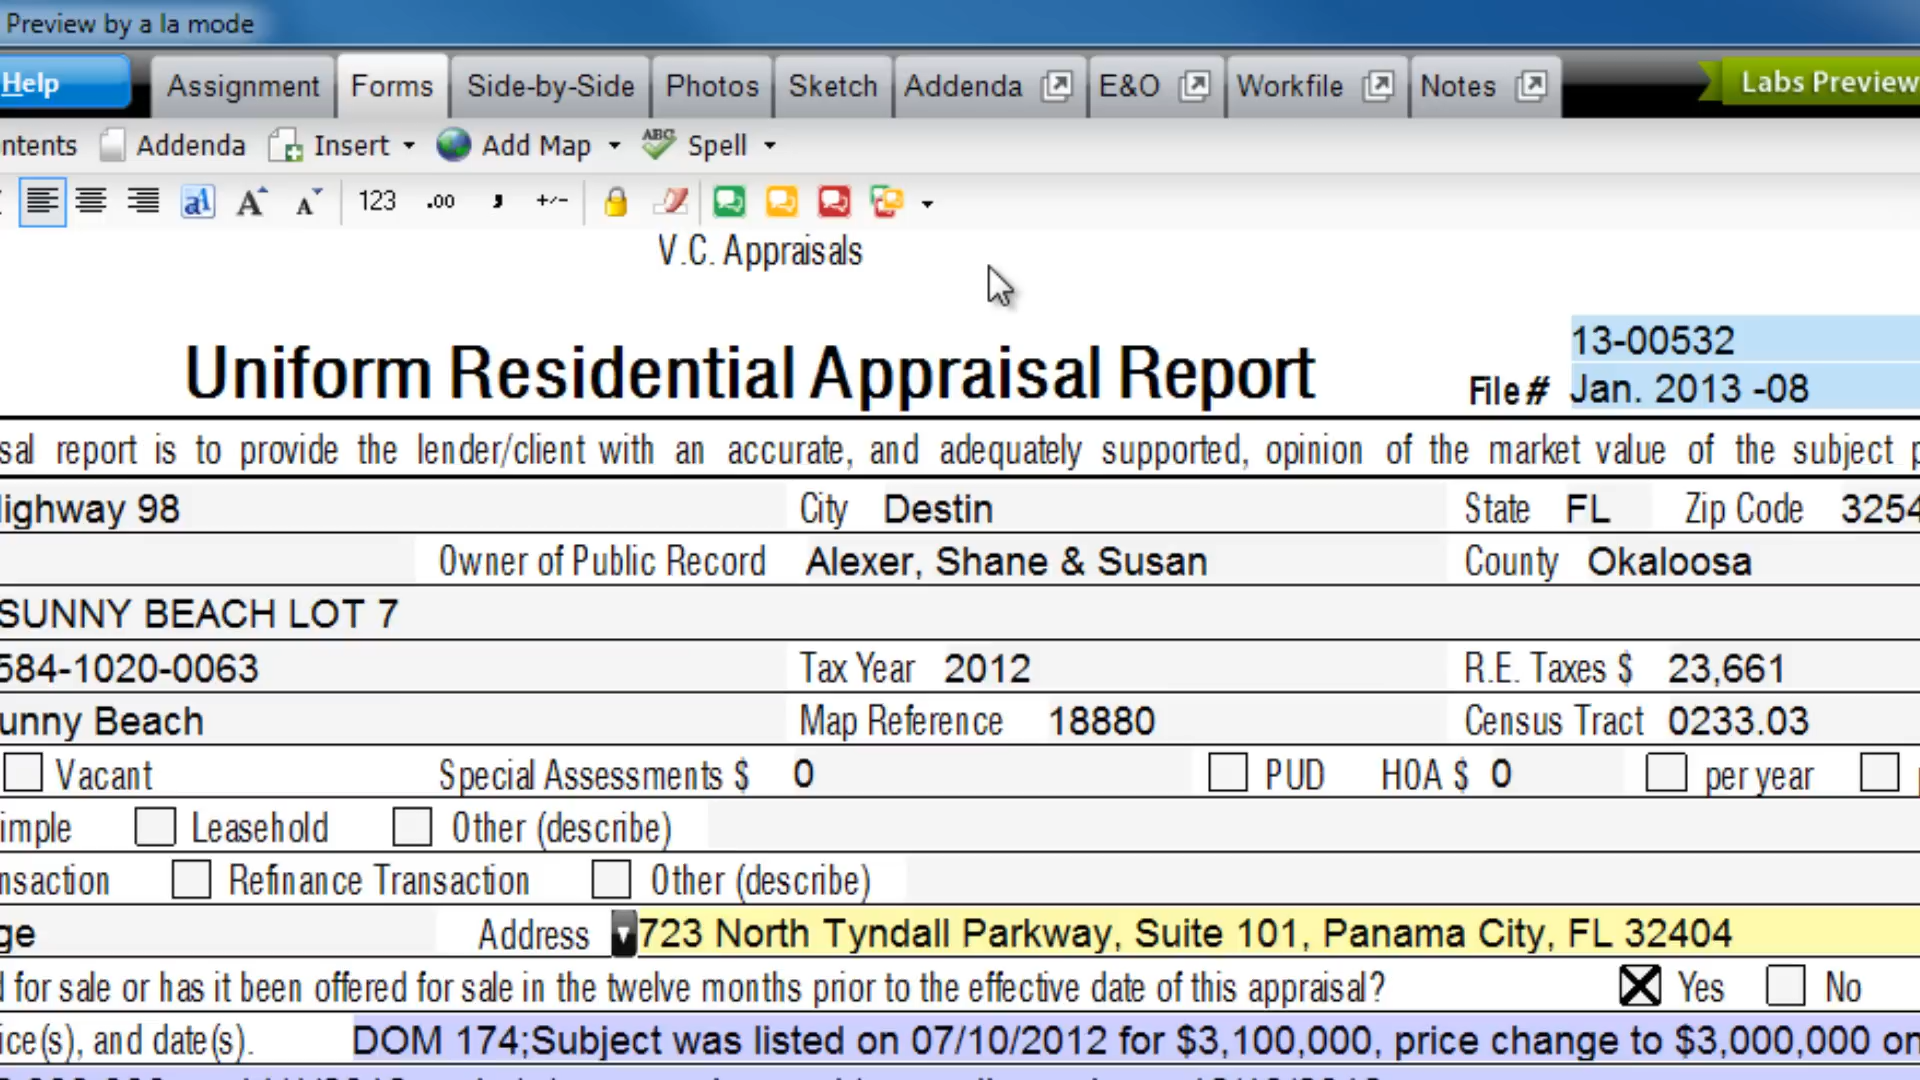 Preview by a la mode
Help Assignment Forms Side-by-Side Photos Sketch Addenda E&O Workfile Notes Labs Preview
ntents Addenda Insert Add Map ABC Spell
a A A 123 .00 , +/-
V.C. Appraisals
13-00532
Uniform Residential Appraisal Report File # Jan. 2013 -08
sal report is to provide the lender/client with an accurate, and adequately supported, opinion of the market value of the subject p
ighway 98 City Destin State FL Zip Code 3254
Owner of Public Record Alexer, Shane & Susan County Okaloosa
SUNNY BEACH LOT 7
584-1020-0063 Tax Year 2012 R.E. Taxes $ 23,661
unny Beach Map Reference 18880 Census Tract 0233.03
Vacant Special Assessments $ 0 PUD HOA $ 0 per year
imple Leasehold Other (describe)
nsaction Refinance Transaction Other (describe)
ge Address 723 North Tyndall Parkway, Suite 101, Panama City, FL 32404
d for sale or has it been offered for sale in the twelve months prior to the effective date of this appraisal? Yes No
ice(s), and date(s). DOM 174;Subject was listed on 07/10/2012 for $3,100,000, price change to $3,000,000 on